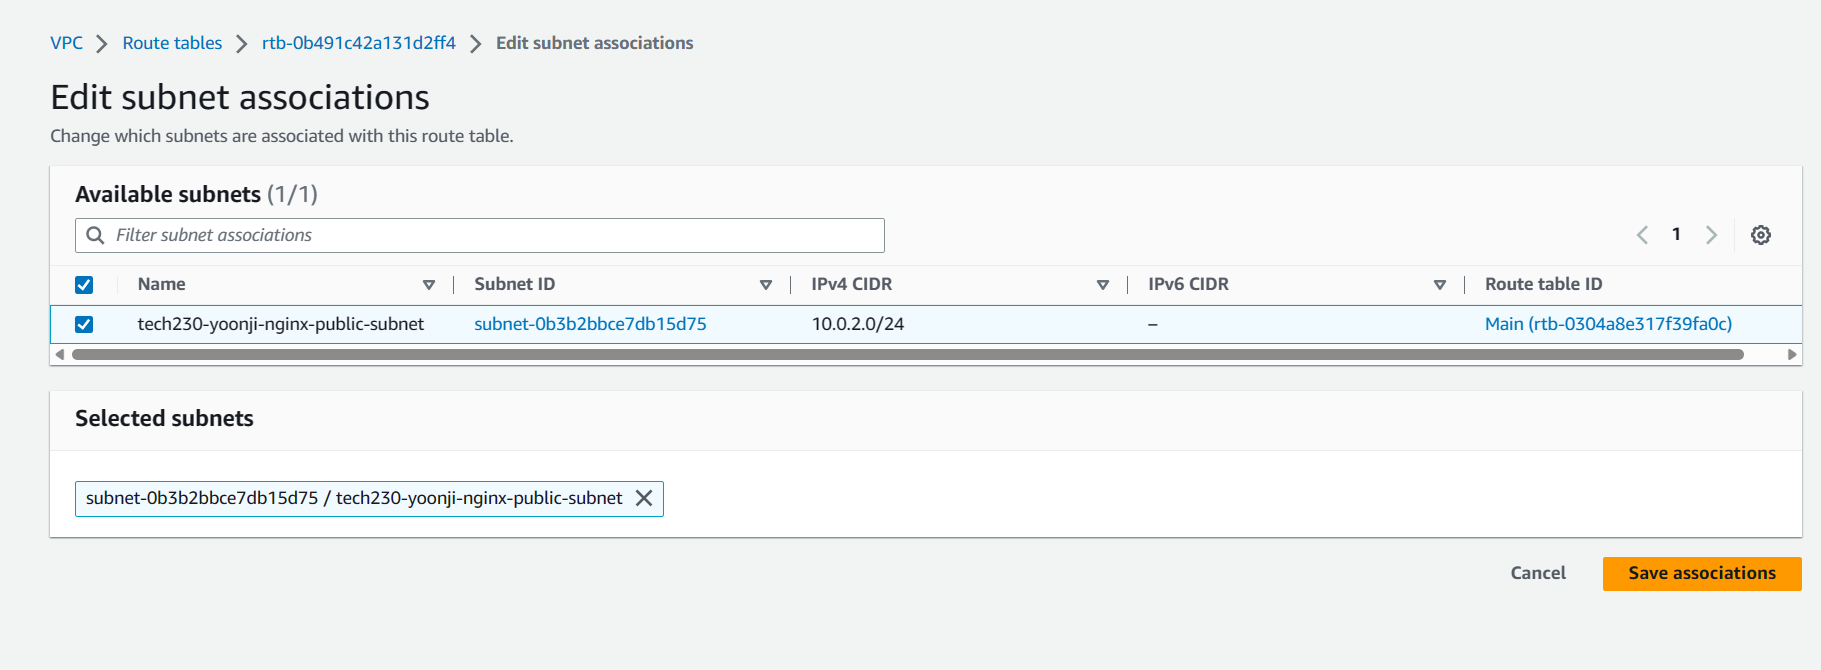 VPC > Route tables > rtb-0b491c42a131d2ff4 > Edit subnet associations
Edit subnet associations
Change which subnets are associated with this route table.
Available subnets (1/1)
Filter subnet associations
1
Name Subnet ID IPv4 CIDR IPv6 CIDR Route table ID
tech230-yoonji-nginx-public-subnet subnet-0b3b2bbce7db15d75 10.0.2.0/24 – Main (rtb-0304a8e317f39fa0c)
Selected subnets
subnet-0b3b2bbce7db15d75 / tech230-yoonji-nginx-public-subnet
Cancel Save associations